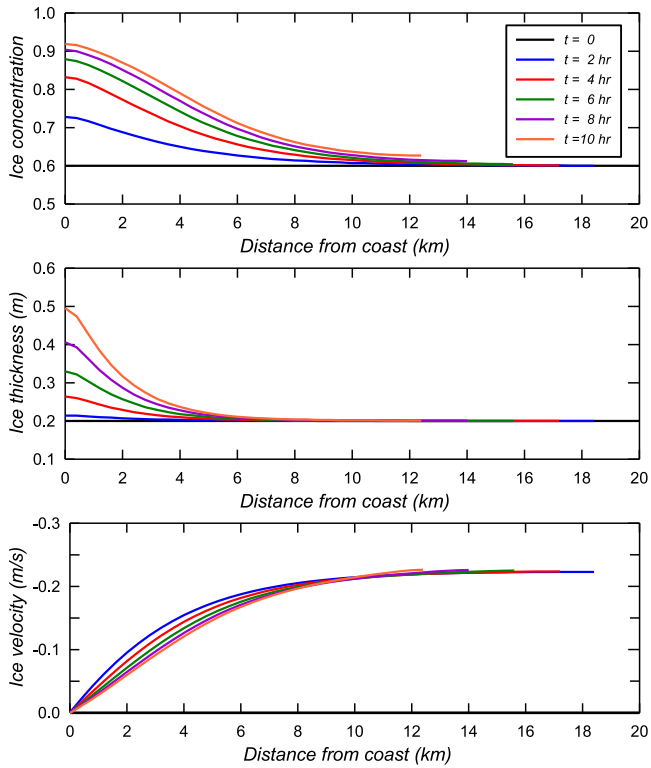 1.0
0.9
0.8
0.7
0.6
0.5
Ice concentration
t = 0
t = 2 hr
t = 4 hr
t = 6 hr
t = 8 hr
t =10 hr
0 2 4 6 8 10 12 14 16 18 20
Distance from coast (km)
0.6
0.5
0.4
0.3
0.2
0.1
Ice thickness (m)
0 2 4 6 8 10 12 14 16 18 20
Distance from coast (km)
-0.3
-0.2
-0.1
0.0
Ice velocity (m/s)
0 2 4 6 8 10 12 14 16 18 20
Distance from coast (km)